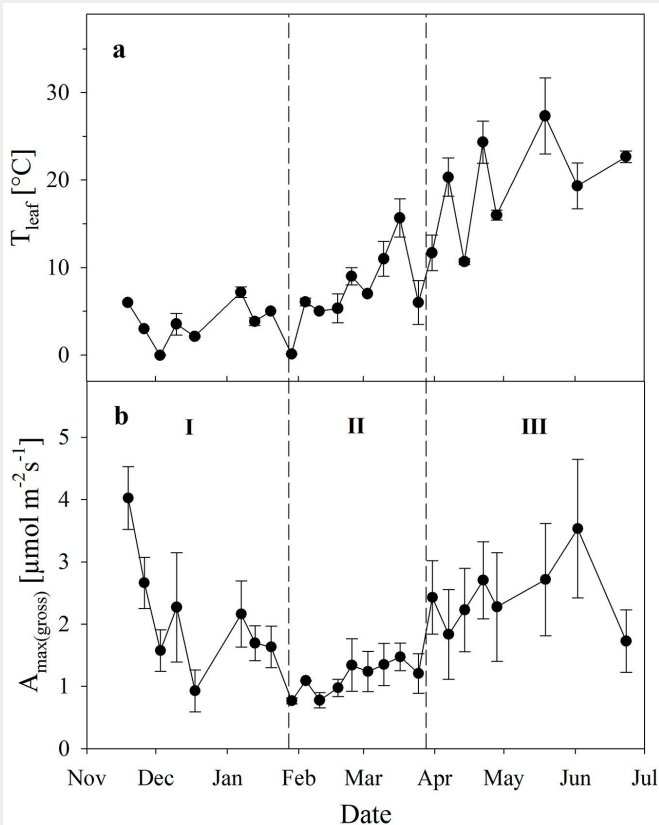 a
30
20
10
0
T_leaf [°C]
b
I
II
III
5
4
3
2
1
0
A_max(gross) [µmol m⁻²s⁻¹]
Nov Dec Jan Feb Mar Apr May Jun Jul
Date